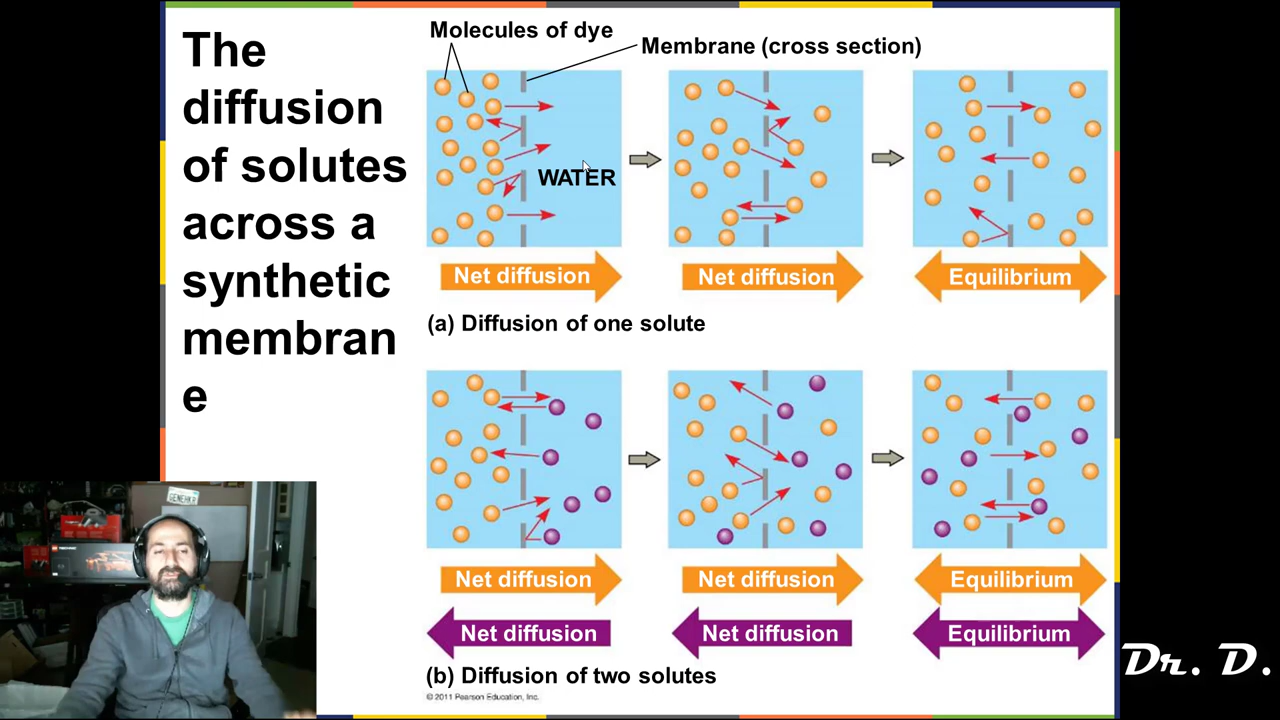 The
diffusion
of solutes
across a
synthetic
membran
e
Molecules of dye
Membrane (cross section)
WATER
Net diffusion
Net diffusion
Equilibrium
(a) Diffusion of one solute
Net diffusion
Net diffusion
Equilibrium
Net diffusion
Net diffusion
Equilibrium
(b) Diffusion of two solutes
© 2011 Pearson Education, Inc.
Dr. D.